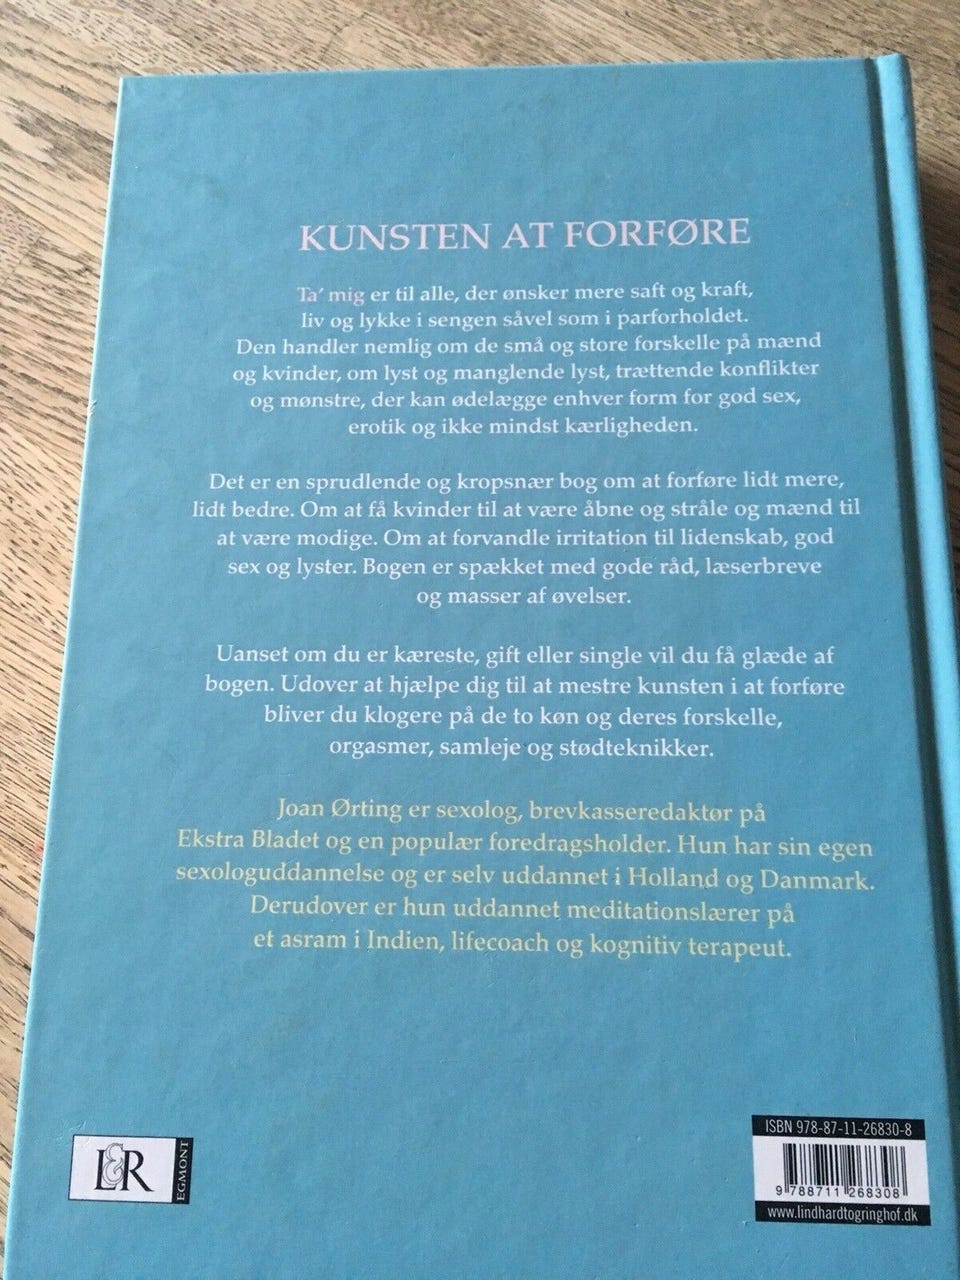 KUNSTEN AT FORFØRE
Ta' mig er til alle, der ønsker mere saft og kraft,
liv og lykke i sengen såvel som i parforholdet.
Den handler nemlig om de små og store forskelle på mænd
og kvinder, om lyst og manglende lyst, trættende konflikter
og mønstre, der kan ødelægge enhver form for god sex,
erotik og ikke mindst kærligheden.
Det er en sprudlende og kropsnær bog om at forføre lidt mere,
lidt bedre. Om at få kvinder til at være åbne og stråle og mænd til
at være modige. Om at forvandle irritation til lidenskab, god
sex og lyster. Bogen er spækket med gode råd, læserbreve
og masser af øvelser.
Uanset om du er kæreste, gift eller single vil du få glæde af
bogen. Udover at hjælpe dig til at mestre kunsten i at forføre
bliver du klogere på de to køn og deres forskelle,
orgasmer, samleje og stødteknikker.
Joan Ørting er sexolog, brevkasseredaktør på
Ekstra Bladet og en populær foredragsholder. Hun har sin egen
sexologuddannelse og er selv uddannet i Holland og Danmark.
Derudover er hun uddannet meditationslærer på
et asram i Indien, lifecoach og kognitiv terapeut.
L&R
EGMONT
ISBN 978-87-11-26830-8
9 788711 268308
www.lindhardtogringhof.dk